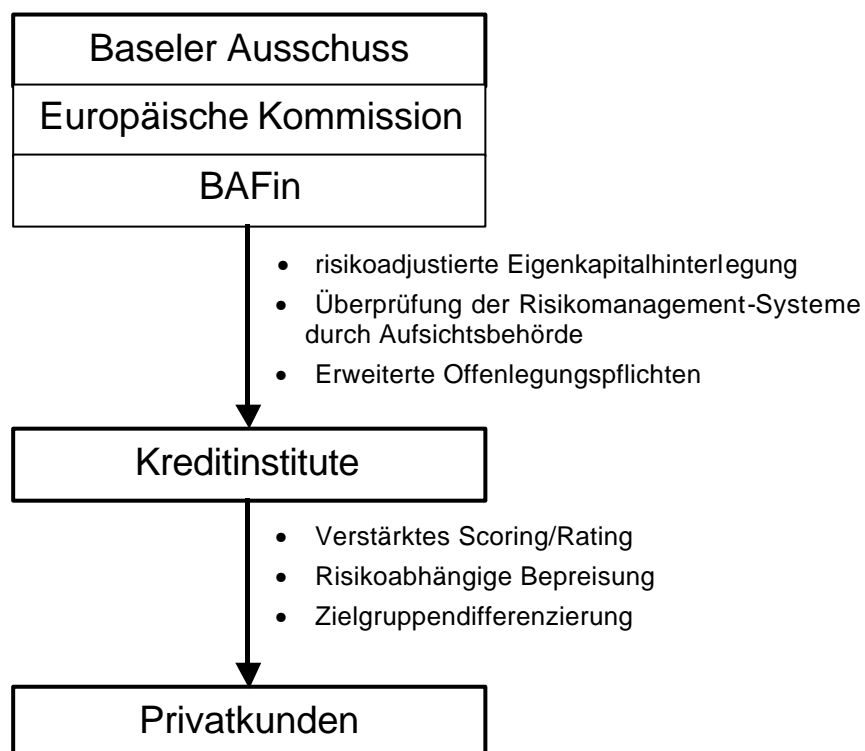 Baseler Ausschuss
Europäische Kommission
BAFin
• risikoadjustierte Eigenkapitalhinterlegung
• Überprüfung der Risikomanagement-Systeme
durch Aufsichtsbehörde
• Erweiterte Offenlegungspflichten
Kreditinstitute
• Verstärktes Scoring/Rating
• Risikoabhängige Bepreisung
• Zielgruppendifferenzierung
Privatkunden